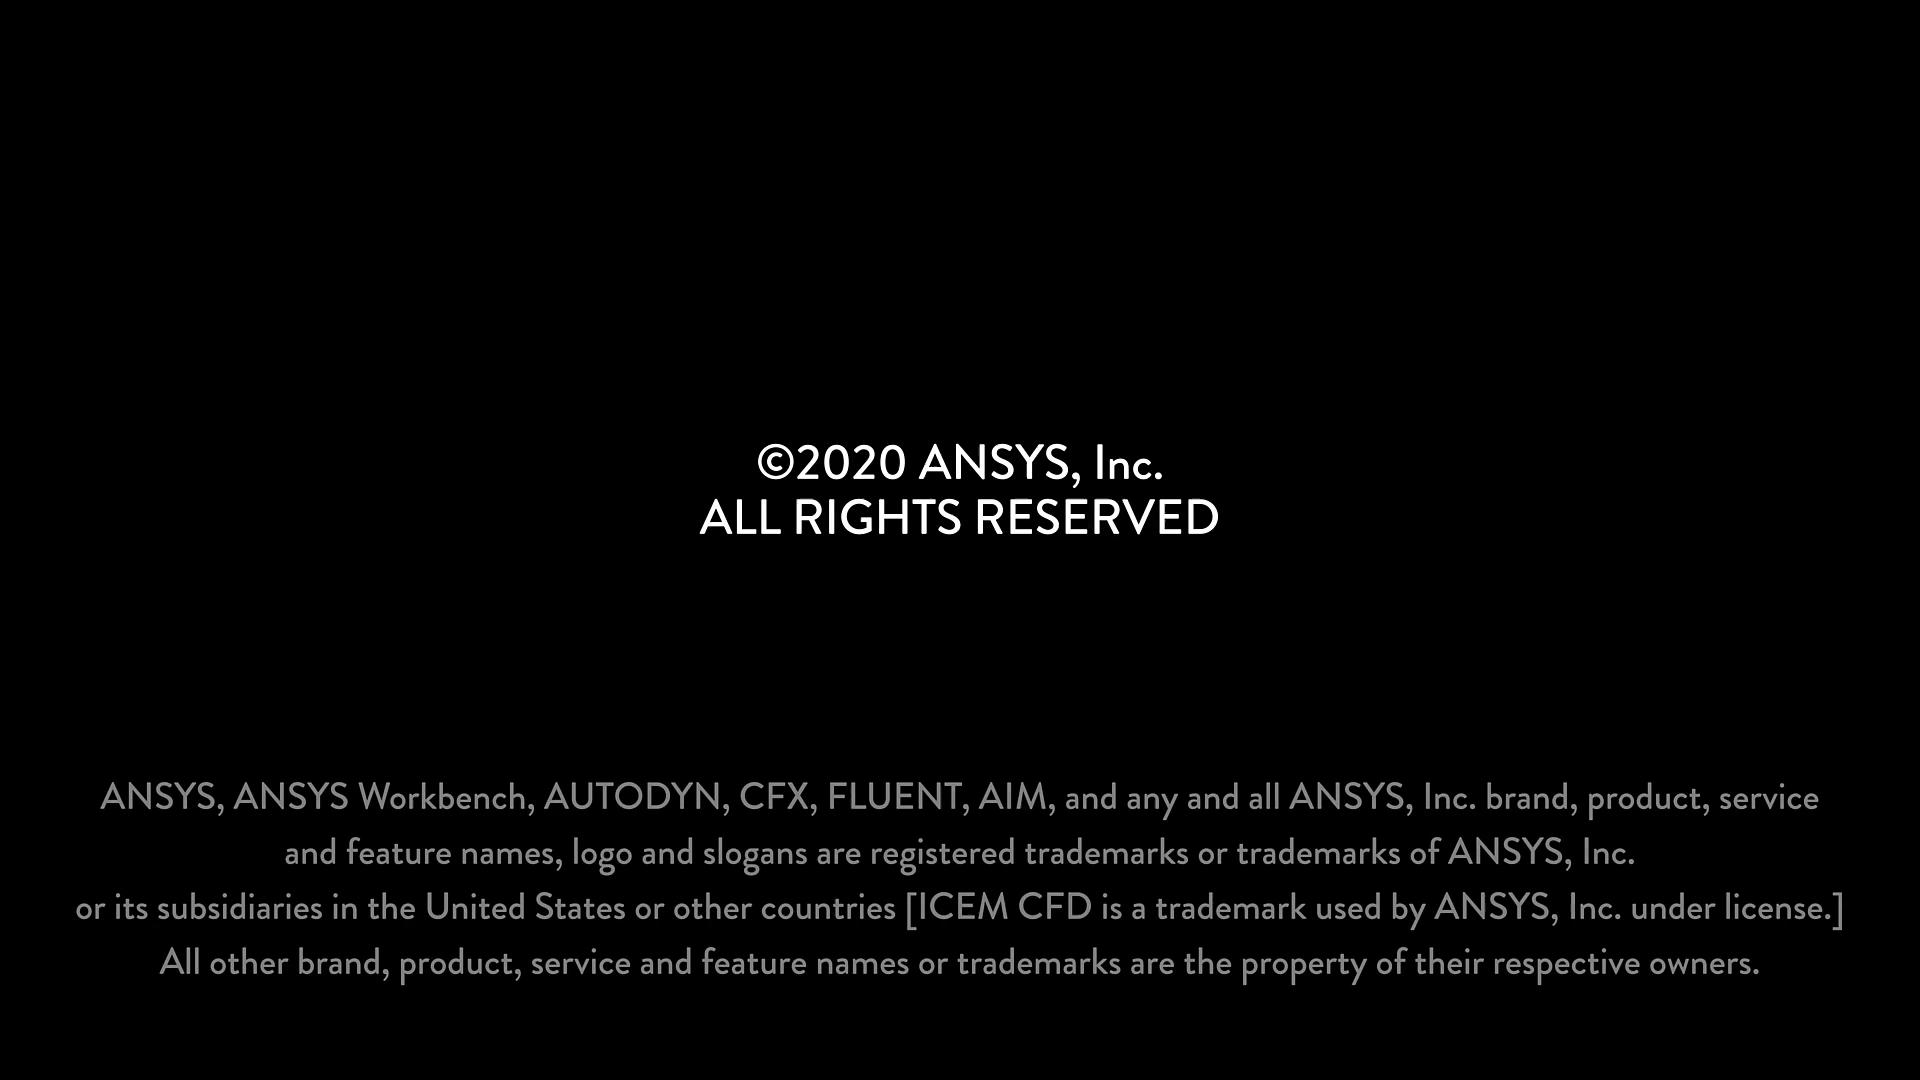 ©2020 ANSYS, Inc.
ALL RIGHTS RESERVED
ANSYS, ANSYS Workbench, AUTODYN, CFX, FLUENT, AIM, and any and all ANSYS, Inc. brand, product, service
and feature names, logo and slogans are registered trademarks or trademarks of ANSYS, Inc.
or its subsidiaries in the United States or other countries [ICEM CFD is a trademark used by ANSYS, Inc. under license.]
All other brand, product, service and feature names or trademarks are the property of their respective owners.